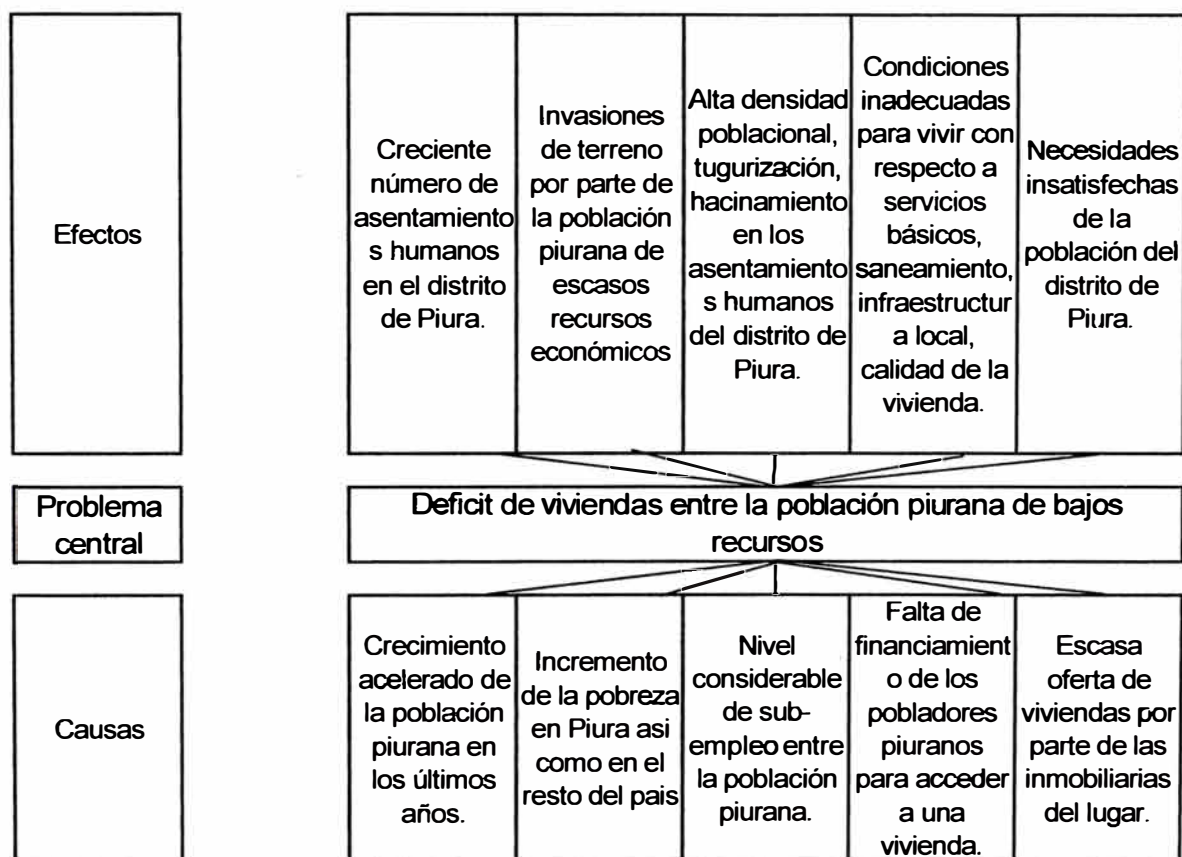 Efectos
Creciente
número de
asentamiento
s humanos
en el distrito
de Piura.
Invasiones
de terreno
por parte de
la población
piurana de
escasos
recursos
económicos
Alta densidad
poblacional,
tugurización,
hacinamiento
en los
asentamiento
s humanos
del distrito de
Piura.
Condiciones
inadecuadas
para vivir con
respecto a
servicios
básicos,
saneamiento,
infraestructur
a local,
calidad de la
vivienda.
Necesidades
insatisfechas
de la
población del
distrito de
Piura.
Problema
central
Deficit de viviendas entre la población piurana de bajos
recursos
Causas
Crecimiento
acelerado de
la población
piurana en
los últimos
años.
Incremento
de la pobreza
en Piura asi
como en el
resto del pais
Nivel
considerable
de sub-
empleo entre
la población
piurana.
Falta de
financiamient
o de los
pobladores
piuranos
para acceder
a una
vivienda.
Escasa
oferta de
viviendas por
parte de las
inmobiliarias
del lugar.